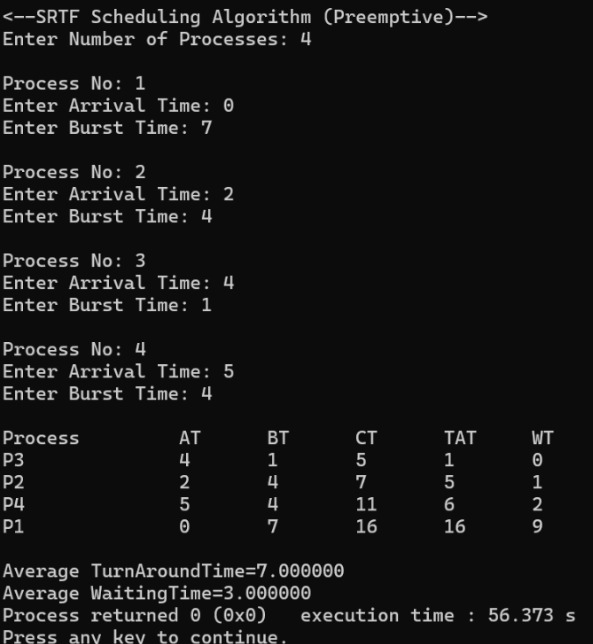 <--SRTF Scheduling Algorithm (Preemptive)-->
Enter Number of Processes: 4
Process No: 1
Enter Arrival Time: 0
Enter Burst Time: 7
Process No: 2
Enter Arrival Time: 2
Enter Burst Time: 4
Process No: 3
Enter Arrival Time: 4
Enter Burst Time: 1
Process No: 4
Enter Arrival Time: 5
Enter Burst Time: 4
Process AT BT CT TAT WT
P3 4 1 5 1 0
P2 2 4 7 5 1
P4 5 4 11 6 2
P1 0 7 16 16 9
Average TurnAroundTime=7.000000
Average WaitingTime=3.000000
Process returned 0 (0x0) execution time : 56.373 s
Press any key to continue.